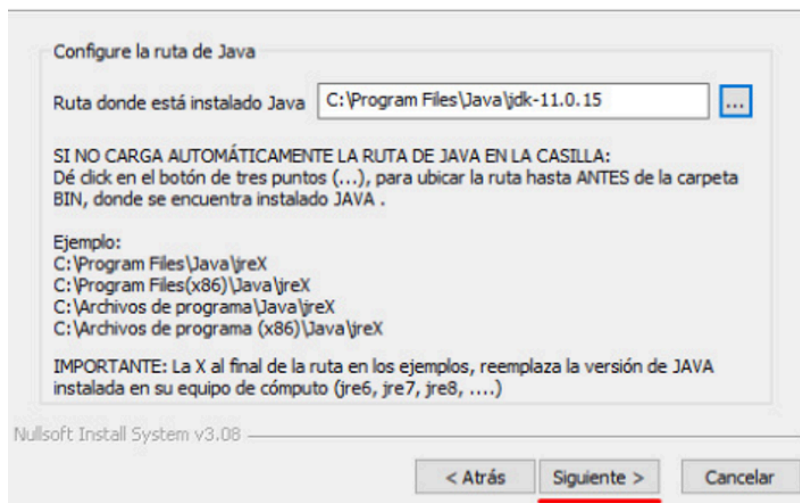 Configure la ruta de Java
Ruta donde está instalado Java C:\Program Files\Java\jdk-11.0.15 ...
SI NO CARGA AUTOMÁTICAMENTE LA RUTA DE JAVA EN LA CASILLA:
Dé click en el botón de tres puntos (...), para ubicar la ruta hasta ANTES de la carpeta
BIN, donde se encuentra instalado JAVA .
Ejemplo:
C:\Program Files\Java\jreX
C:\Program Files(x86)\Java\jreX
C:\Archivos de programa\Java\jreX
C:\Archivos de programa (x86)\Java\jreX
IMPORTANTE: La X al final de la ruta en los ejemplos, reemplaza la versión de JAVA
instalada en su equipo de cómputo (jre6, jre7, jre8, ....)
Nullsoft Install System v3.08
< Atrás Siguiente > Cancelar